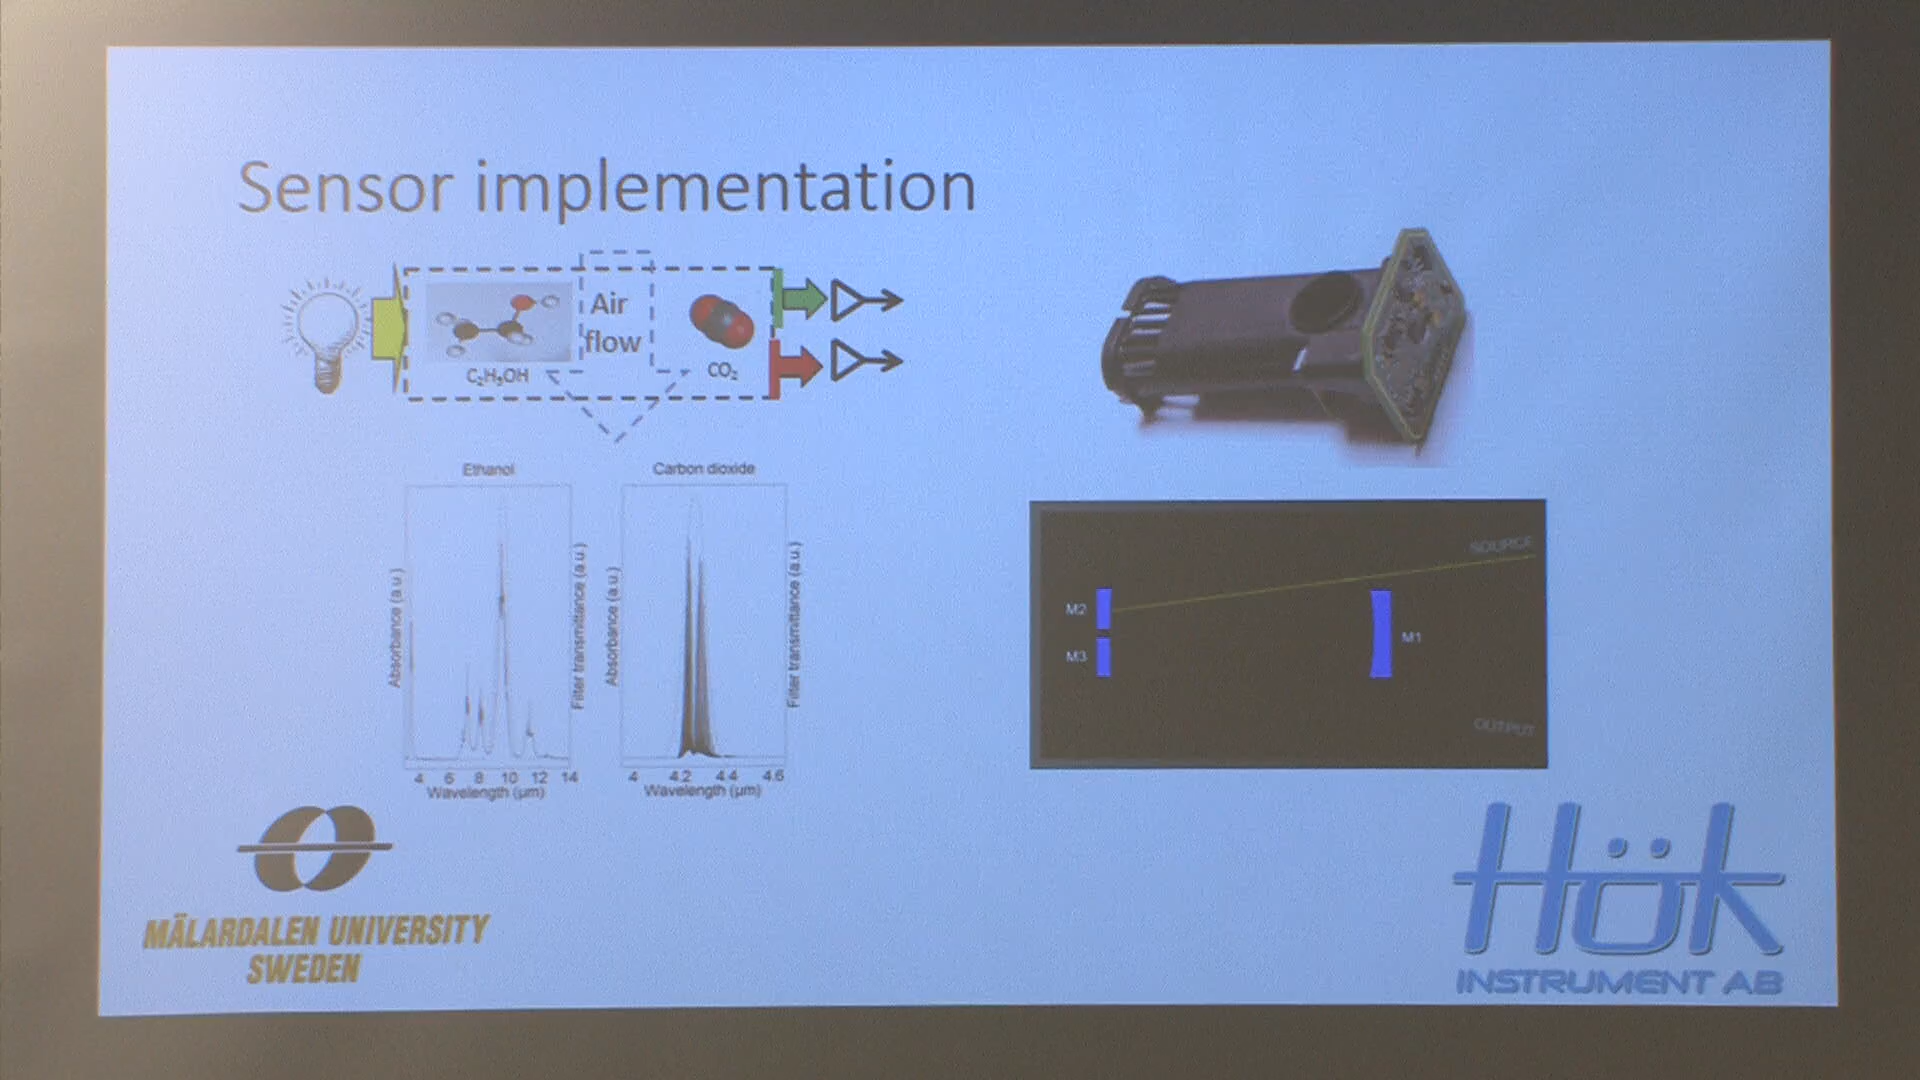 Sensor implementation
Air
flow
C₂H₅OH
CO₂
Ethanol
Carbon dioxide
Absorbance (a.u.)
Filter transmittance (a.u.)
Absorbance (a.u.)
Filter transmittance (a.u.)
4 6 8 10 12 14
Wavelength (µm)
4 4.2 4.4 4.6
Wavelength (µm)
SOURCE
M2
M1
M3
OUTPUT
MÄLARDALEN UNIVERSITY
SWEDEN
Hök
INSTRUMENT AB